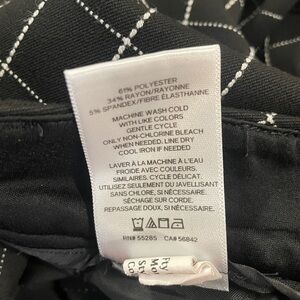 61% POLYESTER
34% RAYON/RAYONNE
5% SPANDEX/FIBRE ÉLASTHANNE
MACHINE WASH COLD
WITH LIKE COLORS
GENTLE CYCLE
ONLY NON-CHLORINE BLEACH
WHEN NEEDED. LINE DRY
COOL IRON IF NEEDED.
LAVER À LA MACHINE À L'EAU
FROIDE AVEC COULEURS
SIMILAIRES, CYCLE DÉLICAT.
UTILISEZ SEULEMENT DU JAVELLISANT
SANS CHLORE, SI NÉCESSAIRE.
SÉCHAGE SUR CORDE.
REPASSAGE DOUX, SI NÉCESSAIRE.
RN# 55285 CA# 56842